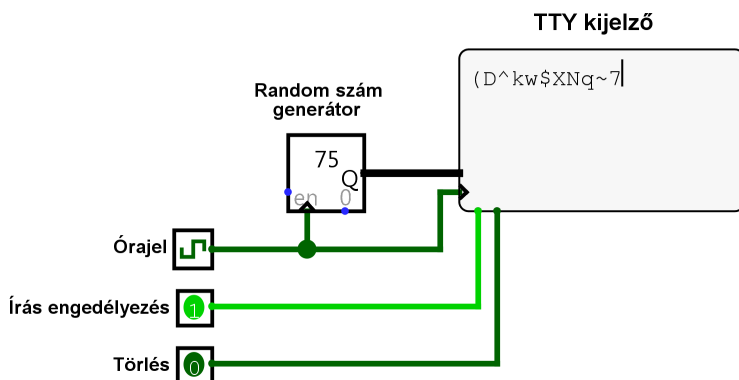 TTY kijelző
(D^kw$XNq~7
Random szám
generátor
75
Q
en 0
Órajel
Írás engedélyezés
1
Törlés
0